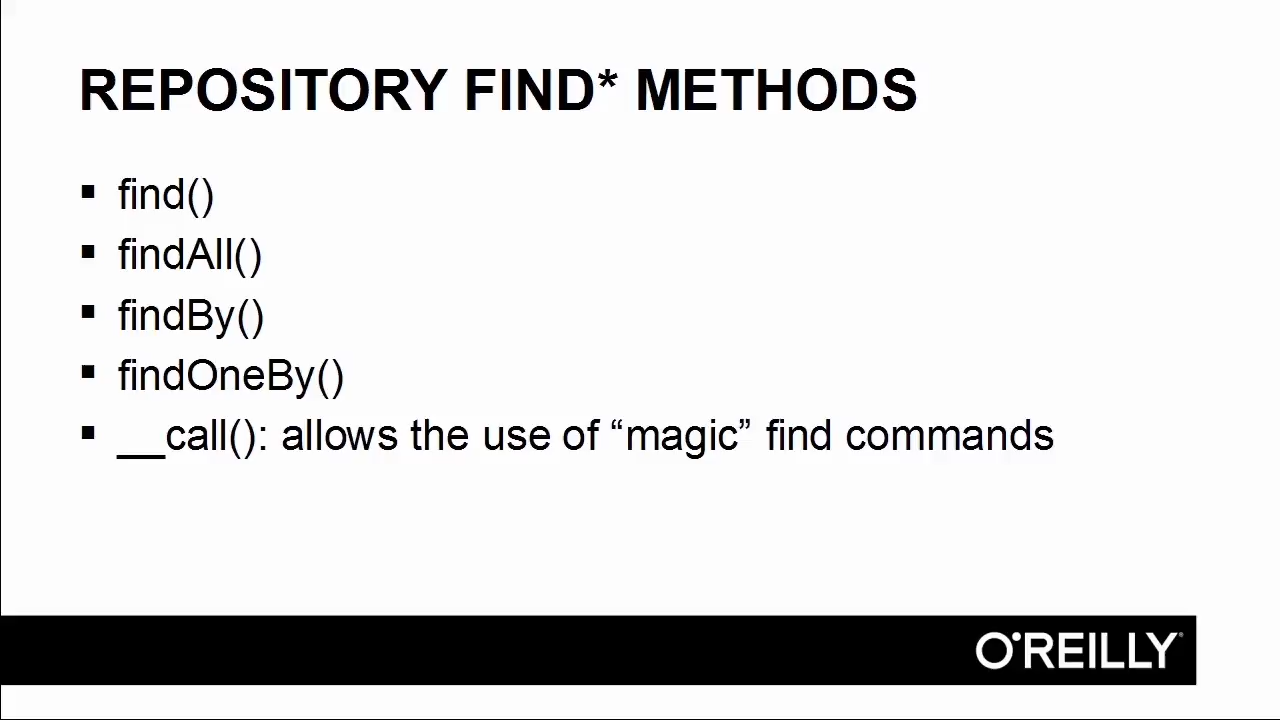 REPOSITORY FIND* METHODS
▪ find()
▪ findAll()
▪ findBy()
▪ findOneBy()
▪ __call(): allows the use of “magic” find commands
O'REILLY®